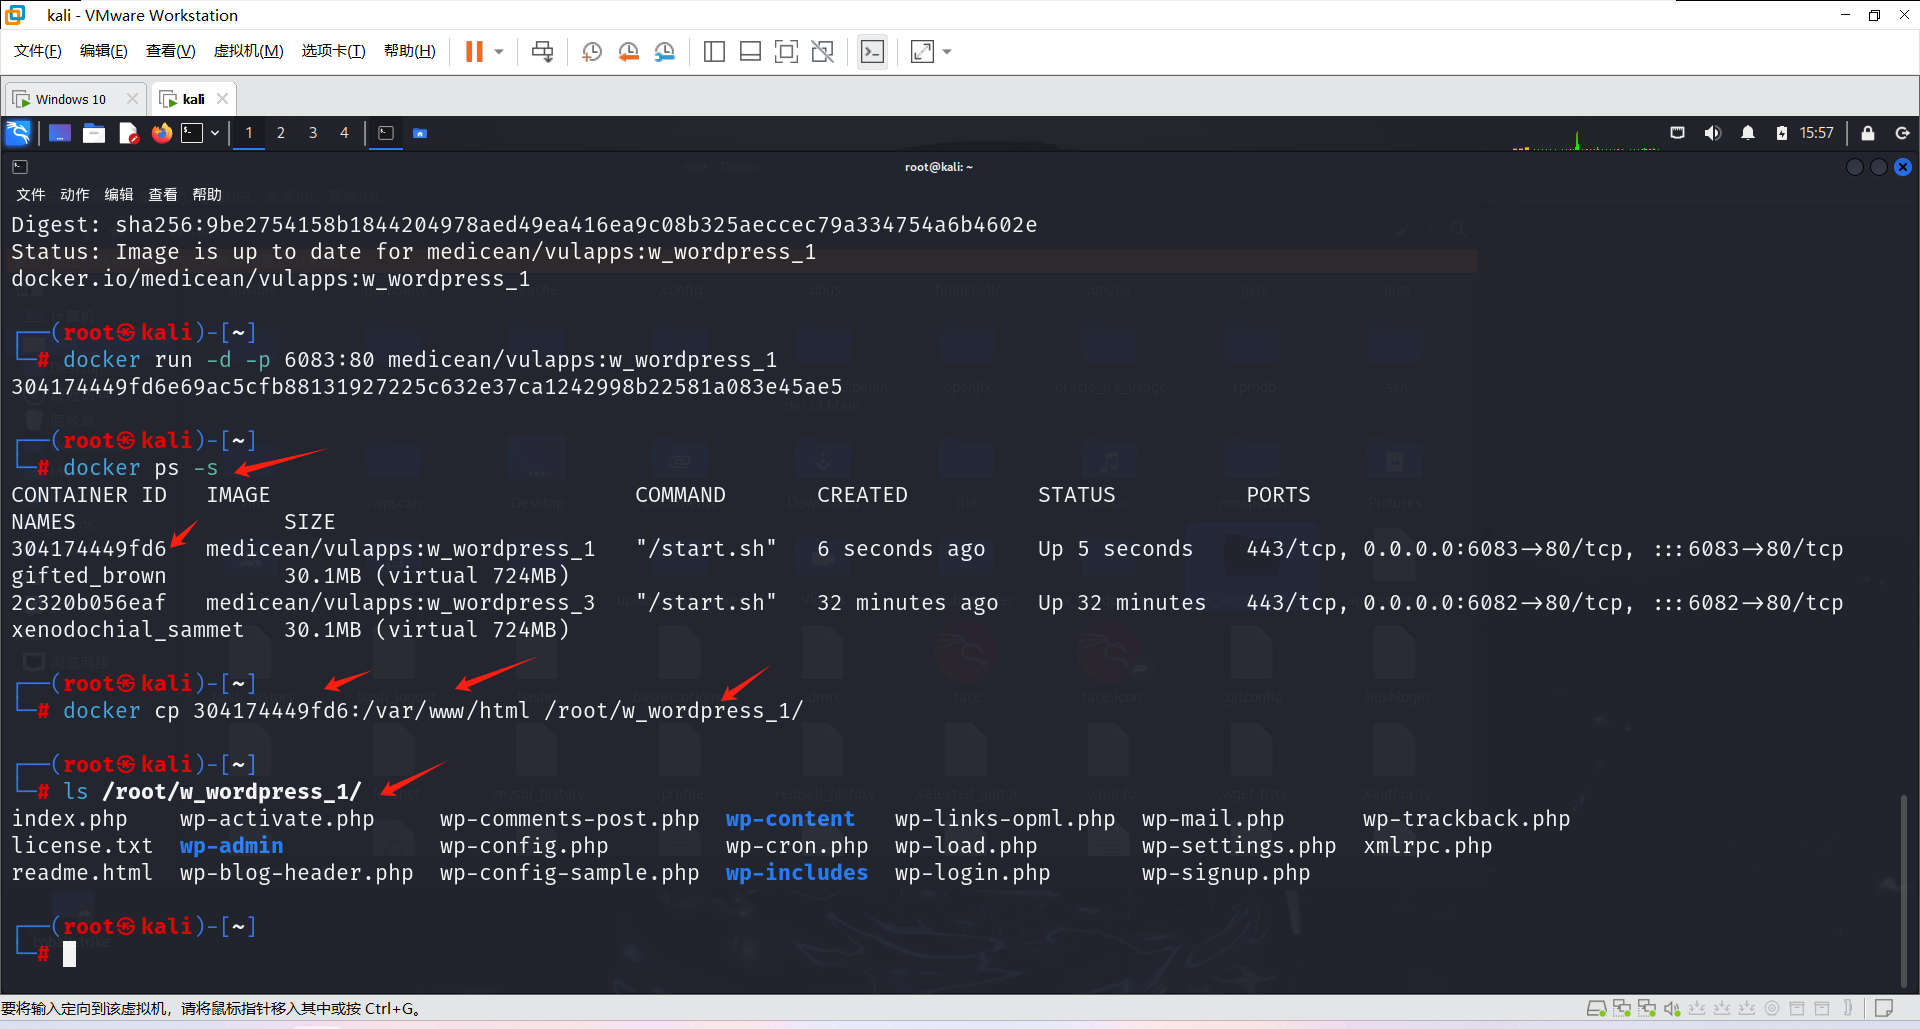 kali - VMware Workstation
文件(F) 编辑(E) 查看(V) 虚拟机(M) 选项卡(T) 帮助(H)
Windows 10 kali
1 2 3 4 15:57
root@kali: ~
文件 动作 编辑 查看 帮助
Digest: sha256:9be2754158b1844204978aed49ea416ea9c08b325aeccec79a334754a6b4602e
Status: Image is up to date for medicean/vulapps:w_wordpress_1
docker.io/medicean/vulapps:w_wordpress_1
┌──(root㉿kali)-[~]
└─# docker run -d -p 6083:80 medicean/vulapps:w_wordpress_1
304174449fd6e69ac5cfb88131927225c632e37ca1242998b22581a083e45ae5
┌──(root㉿kali)-[~]
└─# docker ps -s
CONTAINER ID IMAGE COMMAND CREATED STATUS PORTS
NAMES SIZE
304174449fd6 medicean/vulapps:w_wordpress_1 "/start.sh" 6 seconds ago Up 5 seconds 443/tcp, 0.0.0.0:6083->80/tcp, :::6083->80/tcp
gifted_brown 30.1MB (virtual 724MB)
2c320b056eaf medicean/vulapps:w_wordpress_3 "/start.sh" 32 minutes ago Up 32 minutes 443/tcp, 0.0.0.0:6082->80/tcp, :::6082->80/tcp
xenodochial_sammet 30.1MB (virtual 724MB)
┌──(root㉿kali)-[~]
└─# docker cp 304174449fd6:/var/www/html /root/w_wordpress_1/
┌──(root㉿kali)-[~]
└─# ls /root/w_wordpress_1/
index.php wp-activate.php wp-comments-post.php wp-content wp-links-opml.php wp-mail.php wp-trackback.php
license.txt wp-admin wp-config.php wp-cron.php wp-load.php wp-settings.php xmlrpc.php
readme.html wp-blog-header.php wp-config-sample.php wp-includes wp-login.php wp-signup.php
┌──(root㉿kali)-[~]
└─#
要将输入定向到该虚拟机，请将鼠标指针移入其中或按 Ctrl+G。